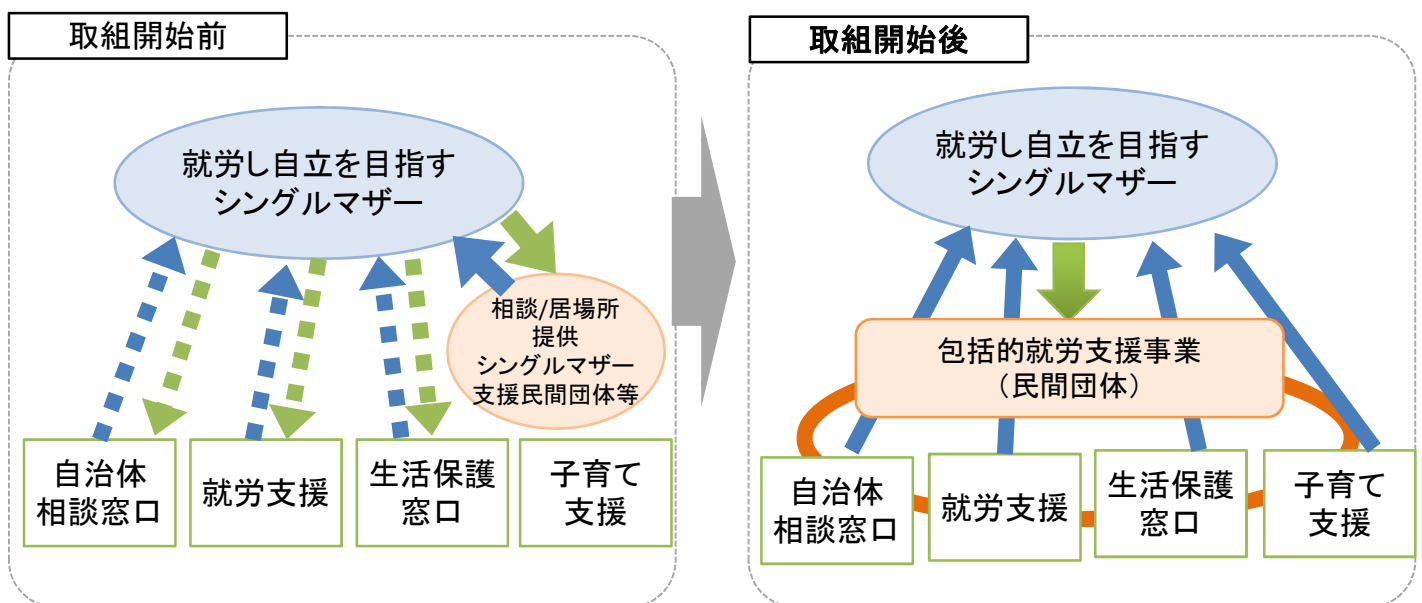 取組開始前
就労し自立を目指す
シングルマザー
相談/居場所
提供
シングルマザー
支援民間団体等
自治体
相談窓口
就労支援
生活保護
窓口
子育て
支援
取組開始後
就労し自立を目指す
シングルマザー
包括的就労支援事業
（民間団体）
自治体
相談窓口
就労支援
生活保護
窓口
子育て
支援